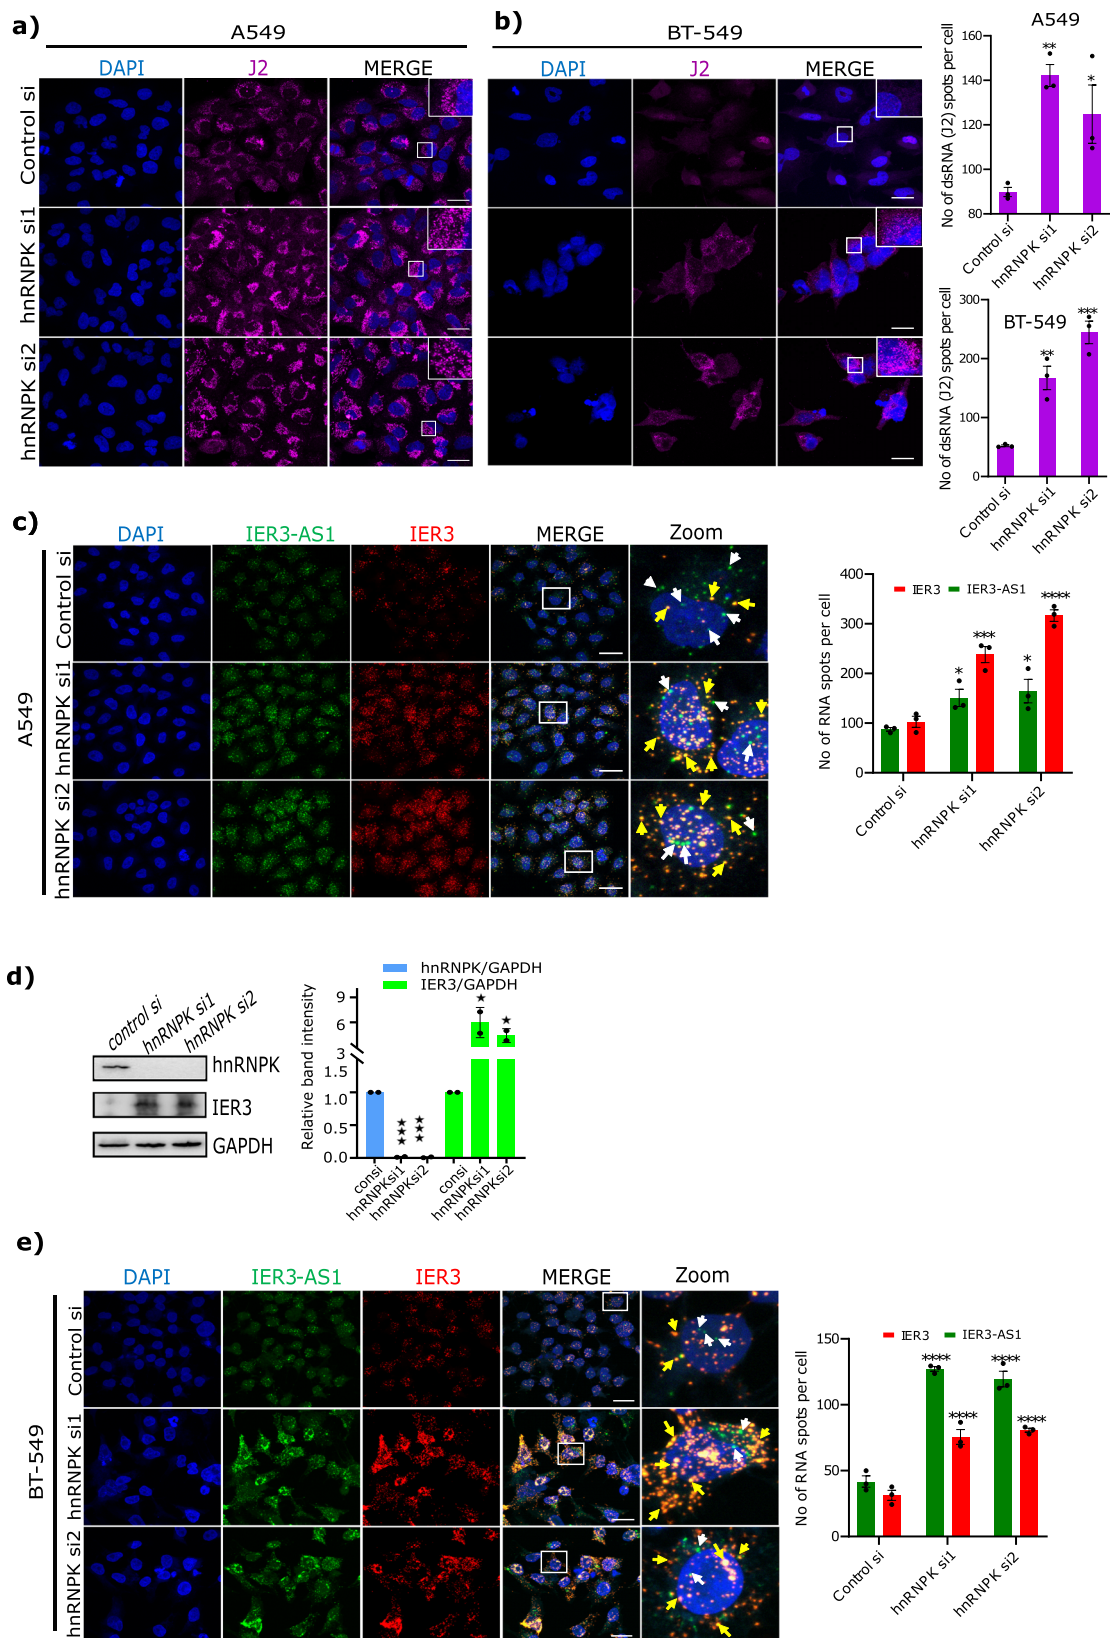 a)
A549
DAPI
J2
MERGE
Control si
hnRNPK si1
hnRNPK si2
b)
BT-549
DAPI
J2
MERGE
A549
No of dsRNA (J2) spots per cell
160
140
120
100
80
**
*
Control si
hnRNPK si1
hnRNPK si2
BT-549
No of dsRNA (J2) spots per cell
300
200
100
0
**
***
Control si
hnRNPK si1
hnRNPK si2
c)
DAPI
IER3-AS1
IER3
MERGE
Zoom
A549
Control si
hnRNPK si1
hnRNPK si2
IER3
IER3-AS1
No of RNA spots per cell
400
300
200
100
0
*
***
*
****
Control si
hnRNPK si1
hnRNPK si2
d)
control si
hnRNPK si1
hnRNPK si2
hnRNPK
IER3
GAPDH
hnRNPK/GAPDH
IER3/GAPDH
Relative band intensity
9
6
3
1.5
1.0
0.5
0.0
★★★
★★★
★
★
consi
hnRNPKsi1
hnRNPKsi2
consi
hnRNPKsi1
hnRNPKsi2
e)
DAPI
IER3-AS1
IER3
MERGE
Zoom
BT-549
Control si
hnRNPK si1
hnRNPK si2
IER3
IER3-AS1
No of RNA spots per cell
150
100
50
0
****
****
****
****
Control si
hnRNPK si1
hnRNPK si2